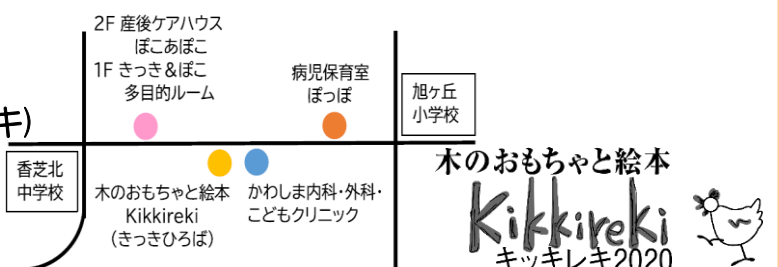 2F 産後ケアハウス
ぽこあぽこ
1F きっき＆ぽこ
多目的ルーム
病児保育室
ぽっぽ
旭ヶ丘
小学校
キ)
香芝北
中学校
木のおもちゃと絵本
Kikkireki
（きっきひろば）
かわしま内科・外科・
こどもクリニック
木のおもちゃと絵本
Kikkireki
キッキレキ2020